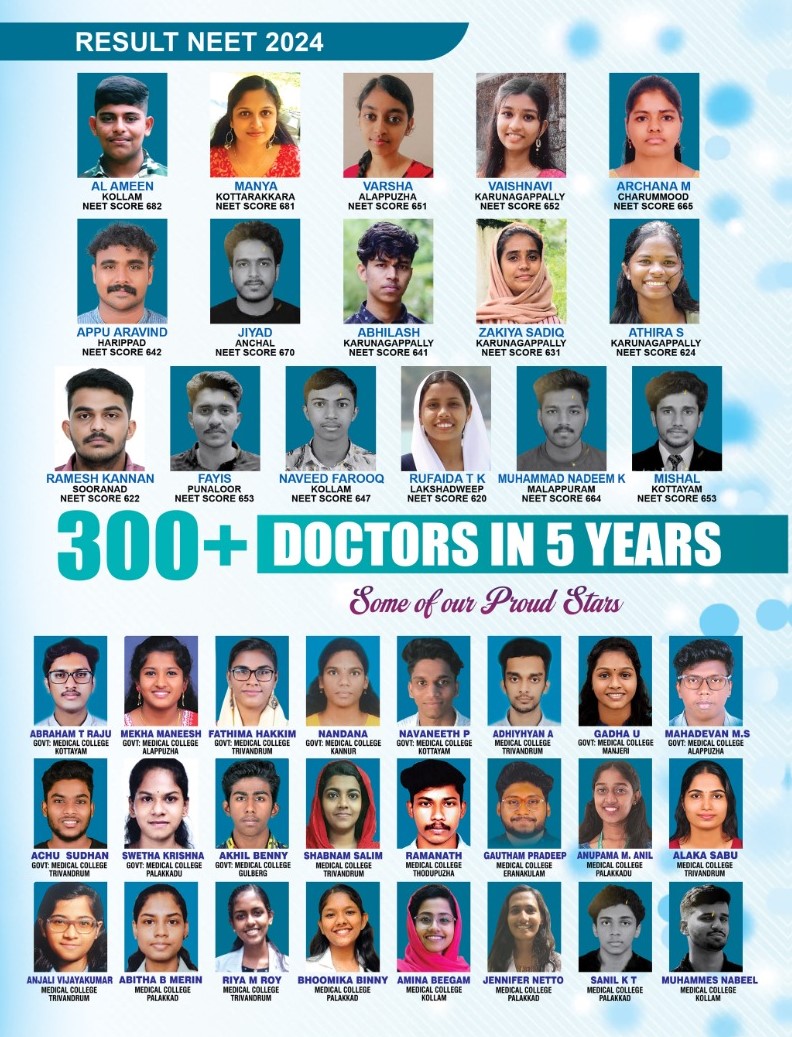 RESULT NEET 2024
AL AMEEN
KOLLAM
NEET SCORE 682
MANYA
KOTTARAKKARA
NEET SCORE 681
VARSHA
ALAPPUZHA
NEET SCORE 651
VAISHNAVI
KARUNAGAPPALLY
NEET SCORE 652
ARCHANA M
CHARUMMOOD
NEET SCORE 665
APPU ARAVIND
HARIPPAD
NEET SCORE 642
JIYAD
ANCHAL
NEET SCORE 670
ABHILASH
KARUNAGAPPALLY
NEET SCORE 641
ZAKIYA SADIQ
KARUNAGAPPALLY
NEET SCORE 631
ATHIRA S
KARUNAGAPPALLY
NEET SCORE 624
RAMESH KANNAN
SOORANAD
NEET SCORE 622
FAYIS
PUNALOOR
NEET SCORE 653
NAVEED FAROOQ
KOLLAM
NEET SCORE 647
RUFAIDA T K
LAKSHADWEEP
NEET SCORE 620
MUHAMMAD NADEEM K
MALAPPURAM
NEET SCORE 664
MISHAL
KOTTAYAM
NEET SCORE 653
300+ DOCTORS IN 5 YEARS
Some of our Proud Stars
ABRAHAM T RAJU
GOVT: MEDICAL COLLEGE
KOTTAYAM
MEKHA MANEESH
GOVT: MEDICAL COLLEGE
ALAPPUZHA
FATHIMA HAKKIM
GOVT: MEDICAL COLLEGE
TRIVANDRUM
NANDANA
GOVT: MEDICAL COLLEGE
KANNUR
NAVANEETH P
GOVT: MEDICAL COLLEGE
KOTTAYAM
ADHIYHYAN A
MEDICAL COLLEGE
TRIVANDRUM
GADHA U
GOVT: MEDICAL COLLEGE
MANJERI
MAHADEVAN M.S
GOVT: MEDICAL COLLEGE
ALAPPUZHA
ACHU SUDHAN
GOVT: MEDICAL COLLEGE
TRIVANDRUM
SWETHA KRISHNA
GOVT: MEDICAL COLLEGE
PALAKKADU
AKHIL BENNY
GOVT: MEDICAL COLLEGE
GULBERG
SHABNAM SALIM
MEDICAL COLLEGE
TRIVANDRUM
RAMANATH
MEDICAL COLLEGE
THODUPUZHA
GAUTHAM PRADEEP
MEDICAL COLLEGE
ERANAKULAM
ANUPAMA M. ANIL
MEDICAL COLLEGE
PALAKKADU
ALAKA SABU
MEDICAL COLLEGE
TRIVANDRUM
ANJALI VIJAYAKUMAR
MEDICAL COLLEGE
TRIVANDRUM
ABITHA B MERIN
MEDICAL COLLEGE
PALAKKAD
RIYA M ROY
MEDICAL COLLEGE
TRIVANDRUM
BHOOMIKA BINNY
MEDICAL COLLEGE
PALAKKAD
AMINA BEEGAM
MEDICAL COLLEGE
KOLLAM
JENNIFER NETTO
MEDICAL COLLEGE
PALAKKAD
SANIL K T
MEDICAL COLLEGE
PALAKKAD
MUHAMMES NABEEL
MEDICAL COLLEGE
KOLLAM